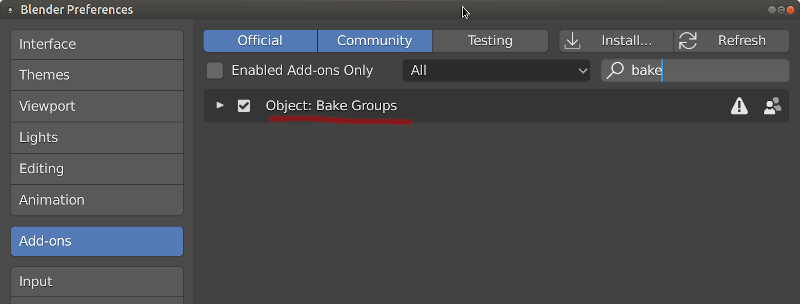 Blender Preferences
Interface
Themes
Viewport
Lights
Editing
Animation
Add-ons
Input
Official Community Testing Install... Refresh
Enabled Add-ons Only All bake
Object: Bake Groups